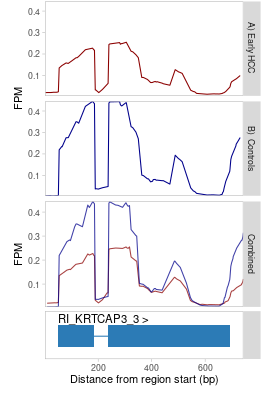 0.4
0.3
0.2
0.1
A) Early HCC
0.4
0.3
0.2
0.1
B) Controls
FPM
0.4
0.3
0.2
0.1
Combined
FPM
RI_KRTCAP3_3 >
200 400 600
Distance from region start (bp)